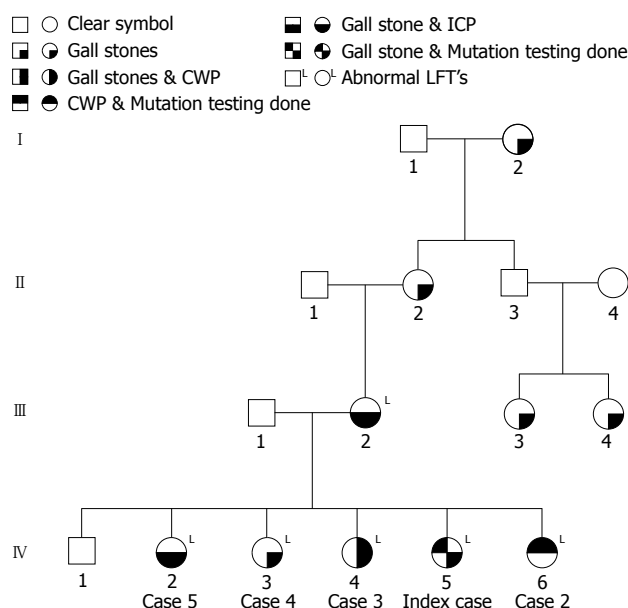 Clear symbol
Gall stones
Gall stones & CWP
CWP & Mutation testing done
Gall stone & ICP
Gall stone & Mutation testing done
L L Abnormal LFT's
I
1 2
II
1 2 3 4
III
L
1 2 3 4
IV
L L L L L
1 2 3 4 5 6
Case 5 Case 4 Case 3 Index case Case 2